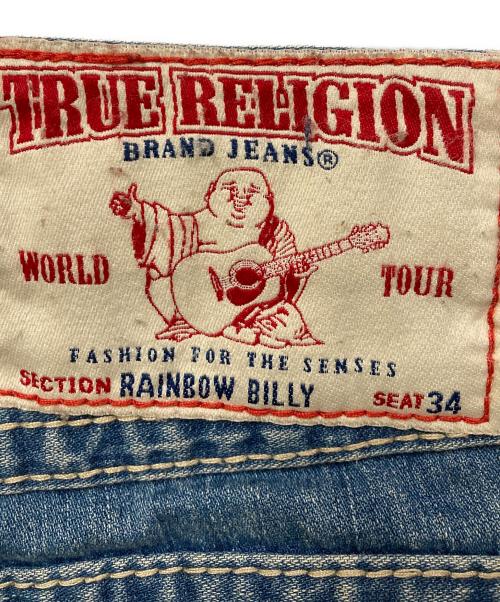 TRUE RELIGION
BRAND JEANS®
WORLD TOUR
FASHION FOR THE SENSES
SECTION RAINBOW BILLY SEAT 34